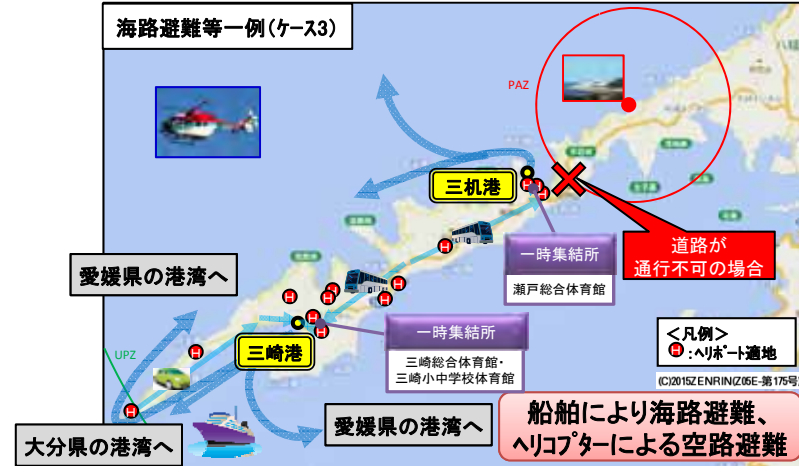 海路避難等一例(ケース3)
PAZ
三机港
道路が
通行不可の場合
一時集結所
瀬戸総合体育館
愛媛県の港湾へ
一時集結所
三崎総合体育館・
三崎小中学校体育館
三崎港
UPZ
<凡例>
H:ヘリポート適地
(C)2015ZENRIN(Z05E-第175号)
大分県の港湾へ
愛媛県の港湾へ
船舶により海路避難、
ヘリコプターによる空路避難
H
H
H
H
H
H
H
H
H
H
H
H
H